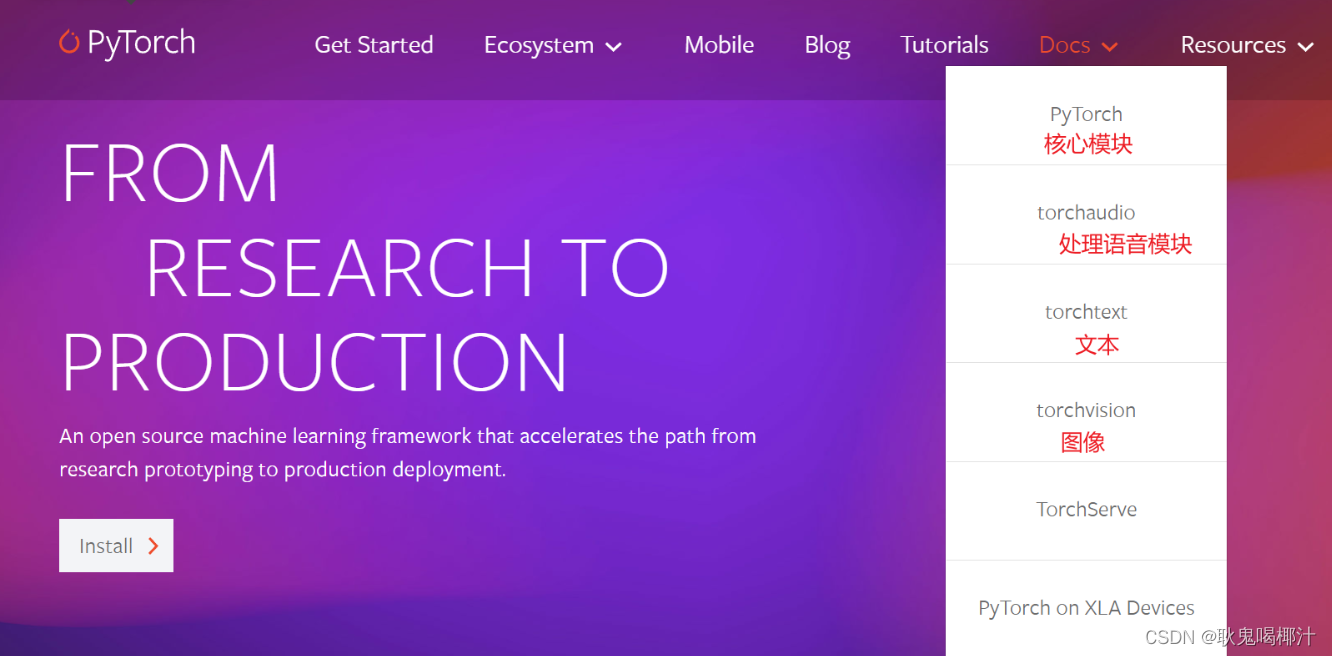 PyTorch
Get Started
Ecosystem
Mobile
Blog
Tutorials
Docs
Resources
FROM
RESEARCH TO
PRODUCTION
An open source machine learning framework that accelerates the path from
research prototyping to production deployment.
Install
PyTorch
核心模块
torchaudio
处理语音模块
torchtext
文本
torchvision
图像
TorchServe
PyTorch on XLA Devices
CSDN @耿鬼喝椰汁